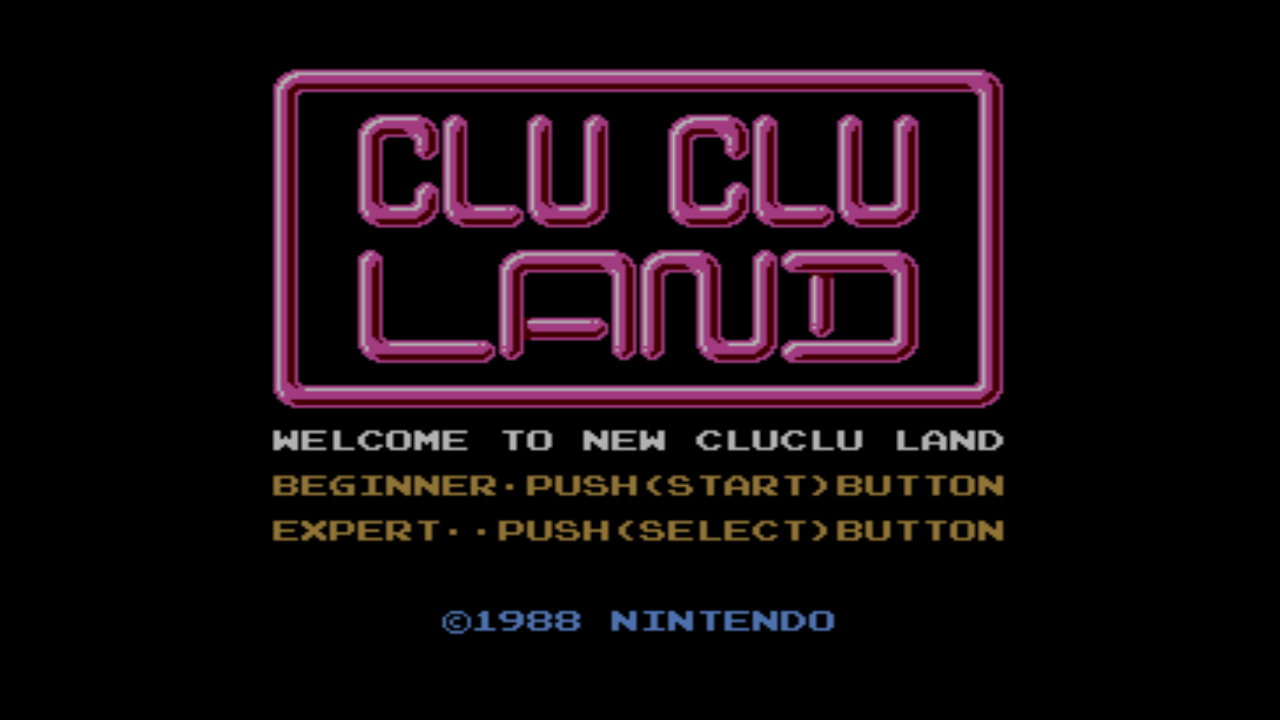 CLU CLU
LAND
WELCOME TO NEW CLUCLU LAND
BEGINNER·PUSH(START)BUTTON
EXPERT··PUSH(SELECT)BUTTON
©1988 NINTENDO